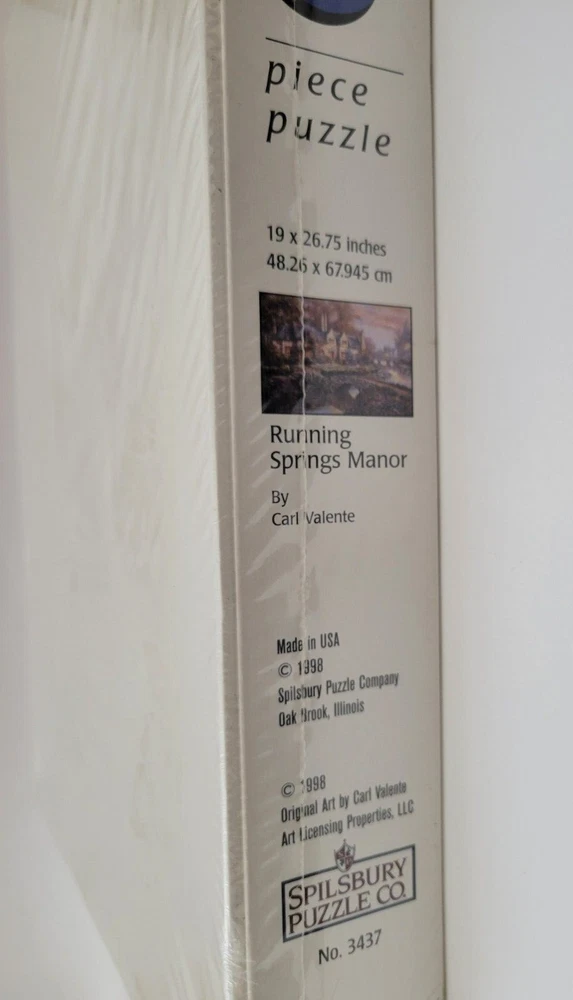 piece
puzzle
19 x 26.75 inches
48.26 x 67.945 cm
Running
Springs Manor
By
Carl Valente
Made in USA
© 1998
Spilsbury Puzzle Company
Oak Brook, Illinois
© 1998
Original Art by Carl Valente
Art Licensing Properties, LLC
SPILSBURY
PUZZLE CO.
No. 3437